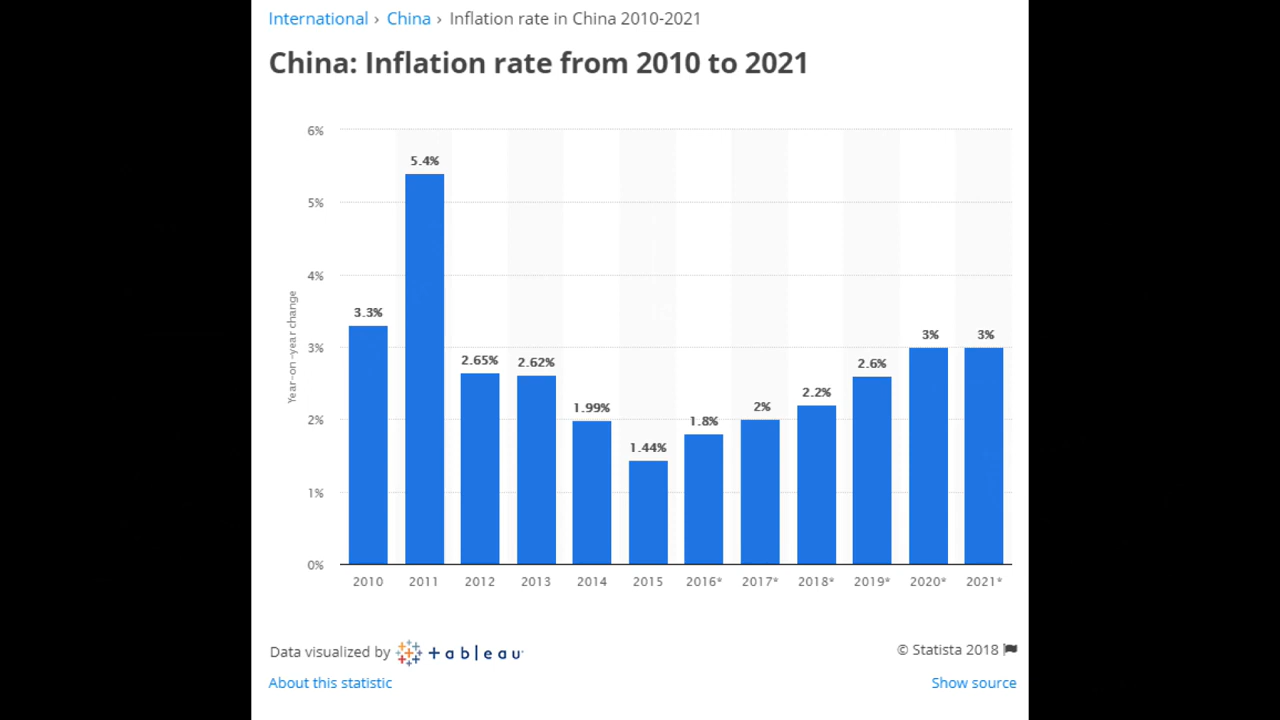 International › China › Inflation rate in China 2010-2021
China: Inflation rate from 2010 to 2021
6%
5%
4%
3%
2%
1%
0%
Year-on-year change
3.3%
5.4%
2.65%
2.62%
1.99%
1.44%
1.8%
2%
2.2%
2.6%
3%
3%
2010 2011 2012 2013 2014 2015 2016* 2017* 2018* 2019* 2020* 2021*
Data visualized by +ableau
© Statista 2018
About this statistic
Show source